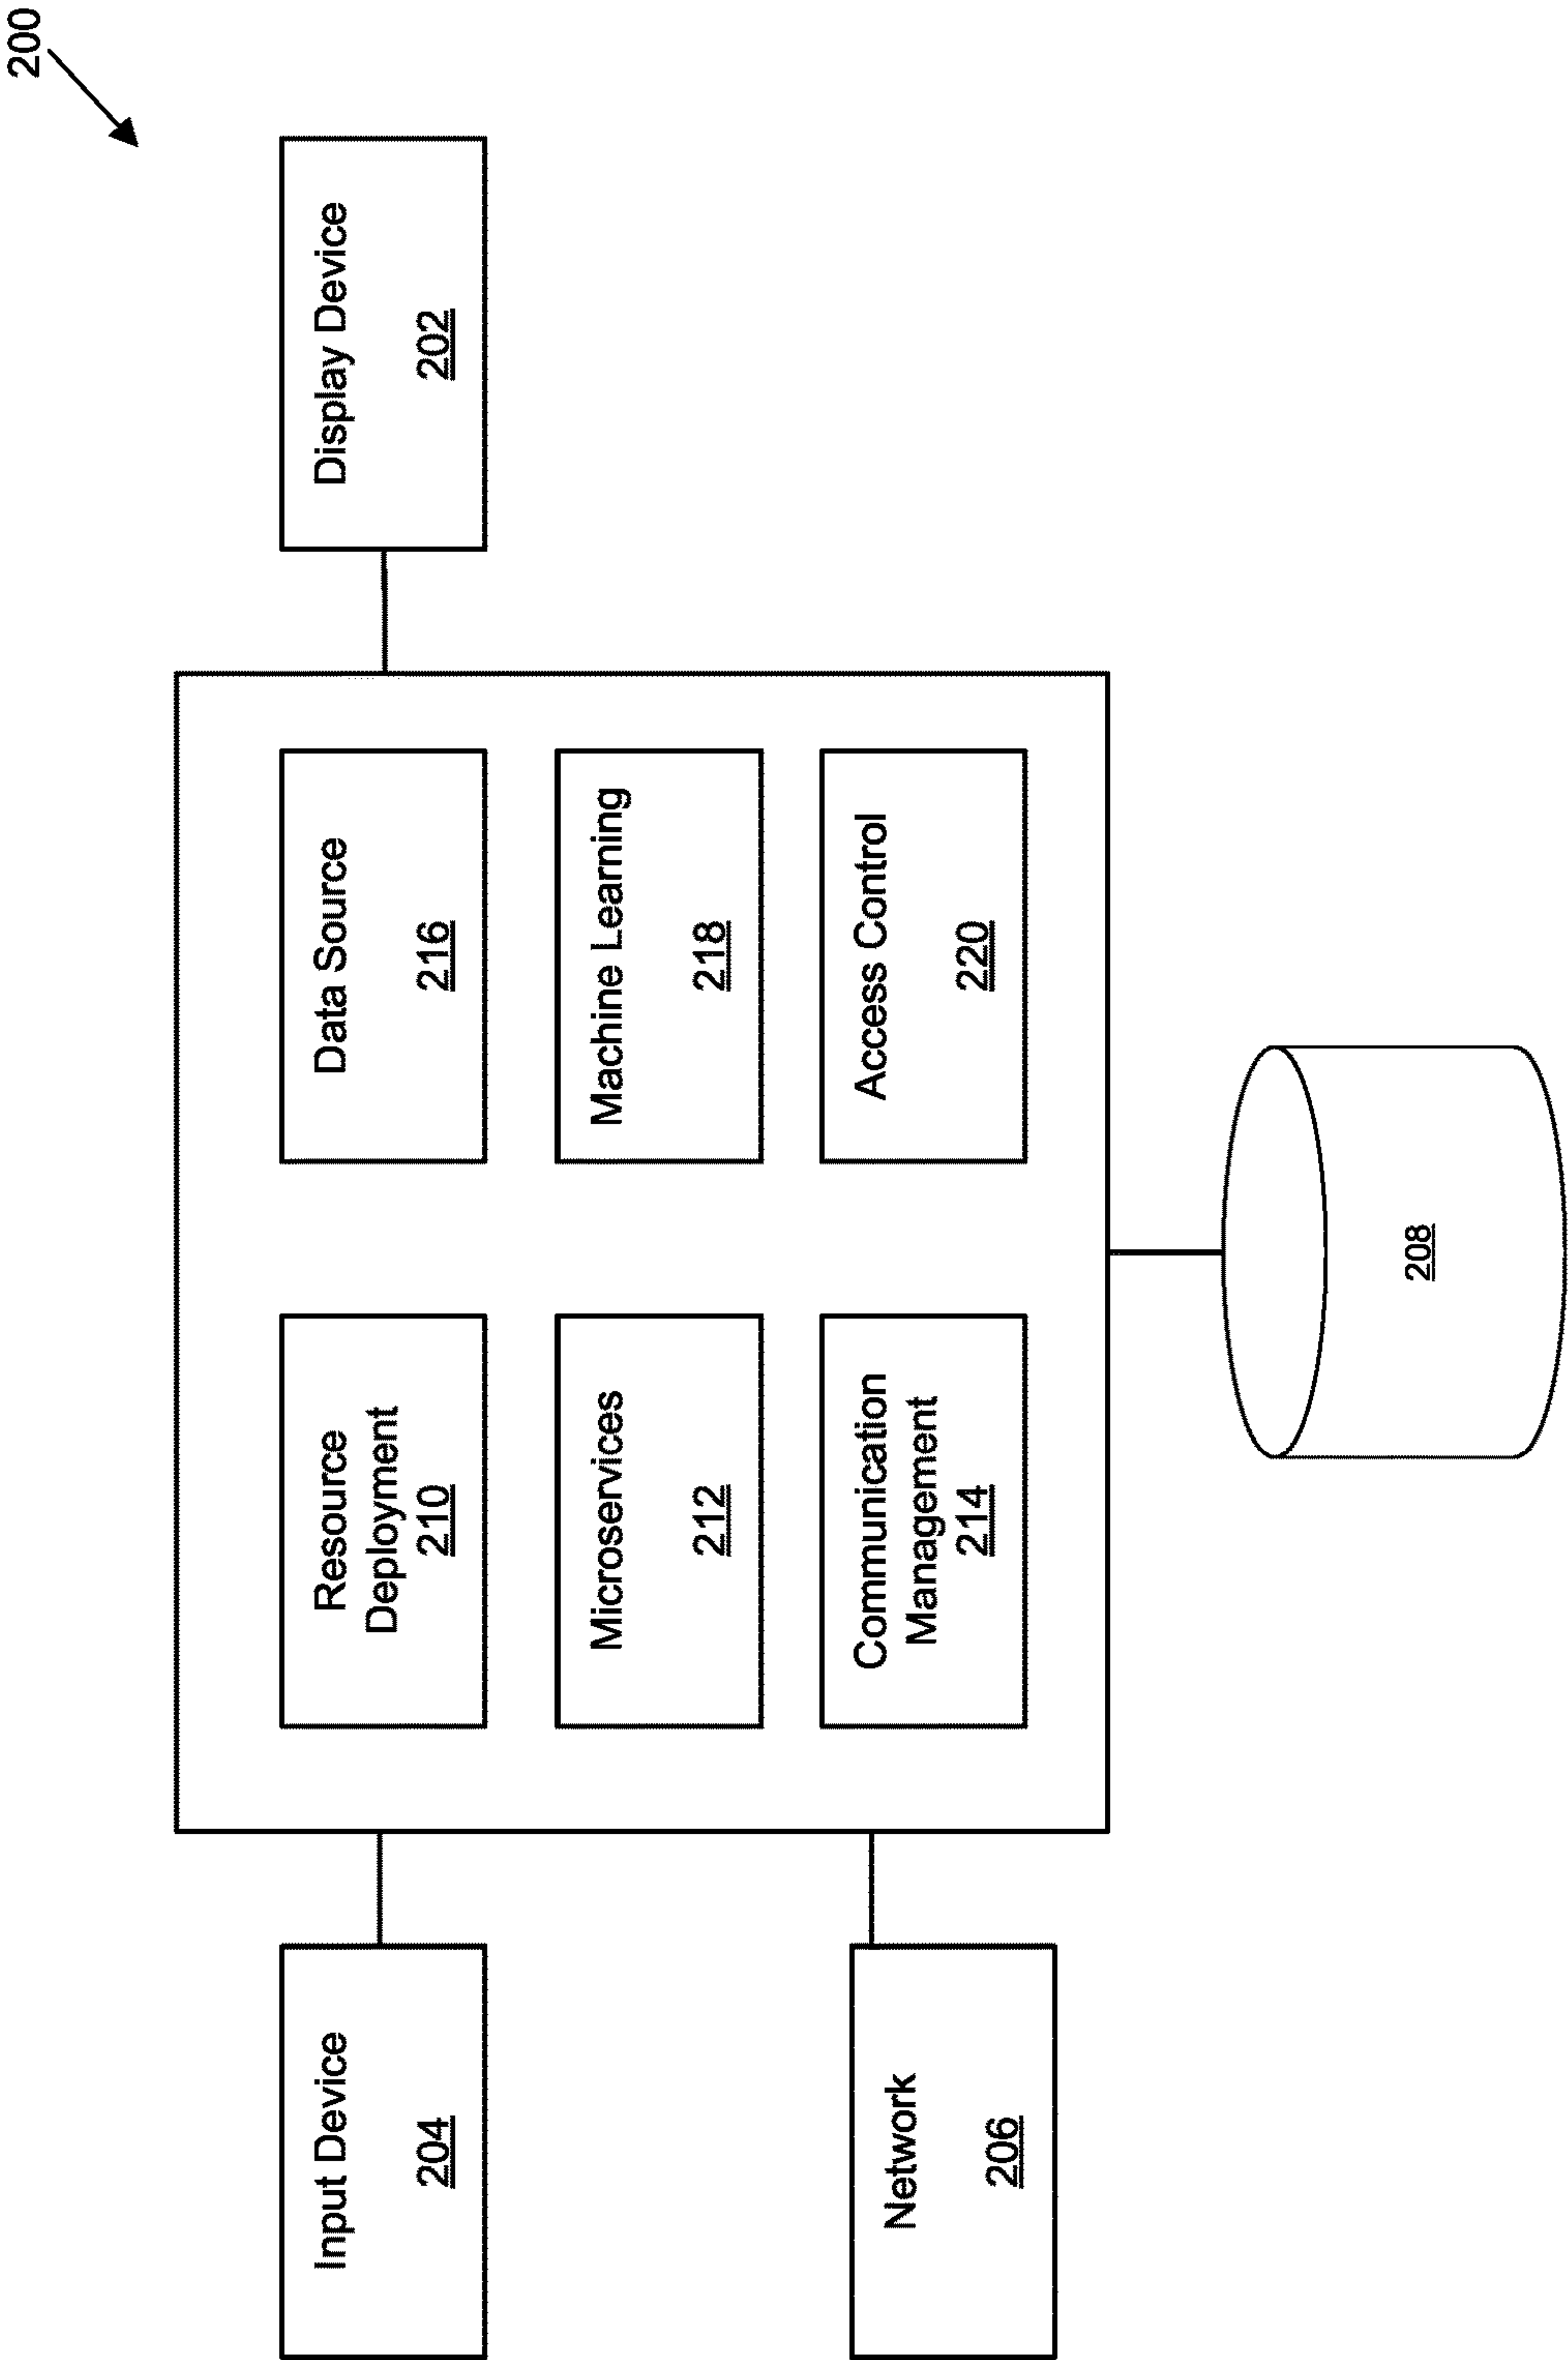 200
Input Device
204
Network
206
Resource
Deployment
210
Microservices
212
Communication
Management
214
Data Source
216
Machine Learning
218
Access Control
220
Display Device
202
208